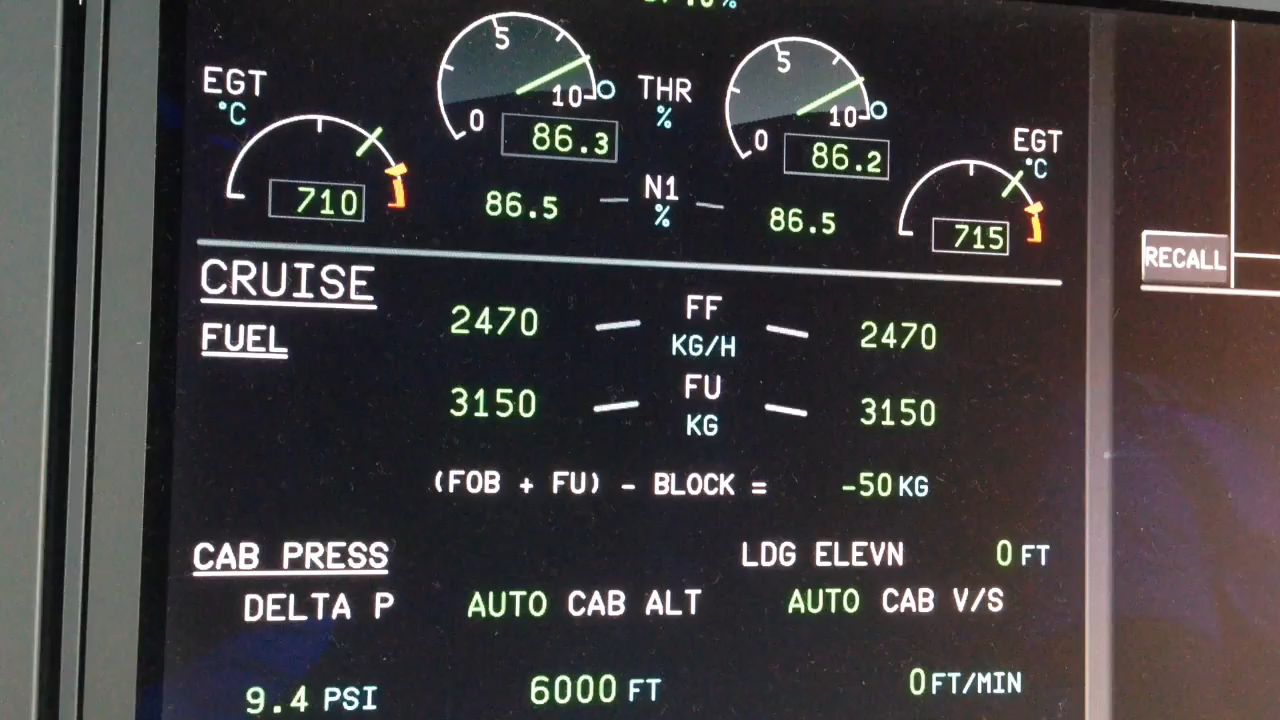 5 5
EGT THR EGT
°C % °C
0 10 0 10
86.3 86.2
710 86.5 N1 86.5 715
%
RECALL
CRUISE
FUEL 2470 FF 2470
KG/H
3150 FU 3150
KG
(FOB + FU) - BLOCK = -50 KG
CAB PRESS LDG ELEVN 0 FT
DELTA P AUTO CAB ALT AUTO CAB V/S
9.4 PSI 6000 FT 0 FT/MIN